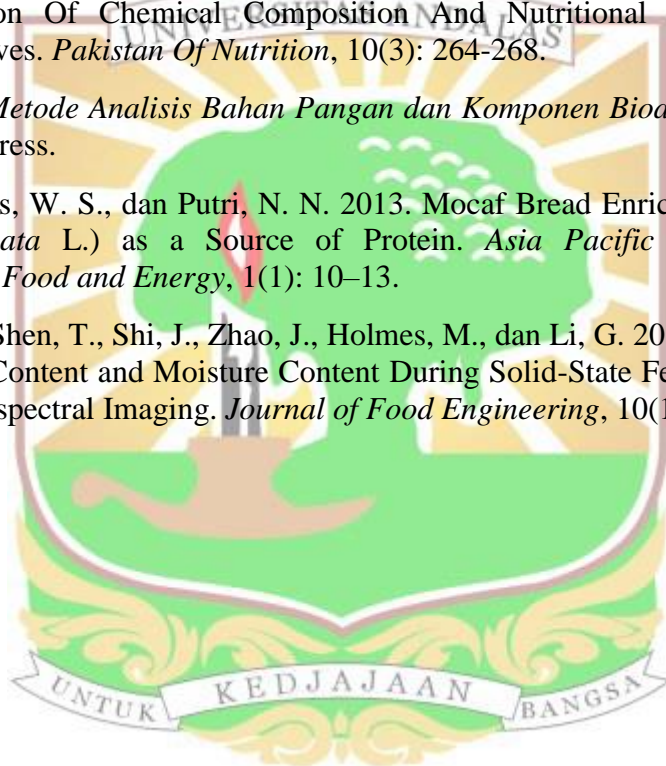 on Of Chemical Composition And Nutritional
UNIVERSITAS ANDALAS
ves. Pakistan Of Nutrition, 10(3): 264-268.
Metode Analisis Bahan Pangan dan Komponen Bioa
ress.
s, W. S., dan Putri, N. N. 2013. Mocaf Bread Enric
ata L.) as a Source of Protein. Asia Pacific
Food and Energy, 1(1): 10–13.
Shen, T., Shi, J., Zhao, J., Holmes, M., dan Li, G. 20
Content and Moisture Content During Solid-State Fe
spectral Imaging. Journal of Food Engineering, 10(1
UNTUK KEDJAJAAN BANGSA